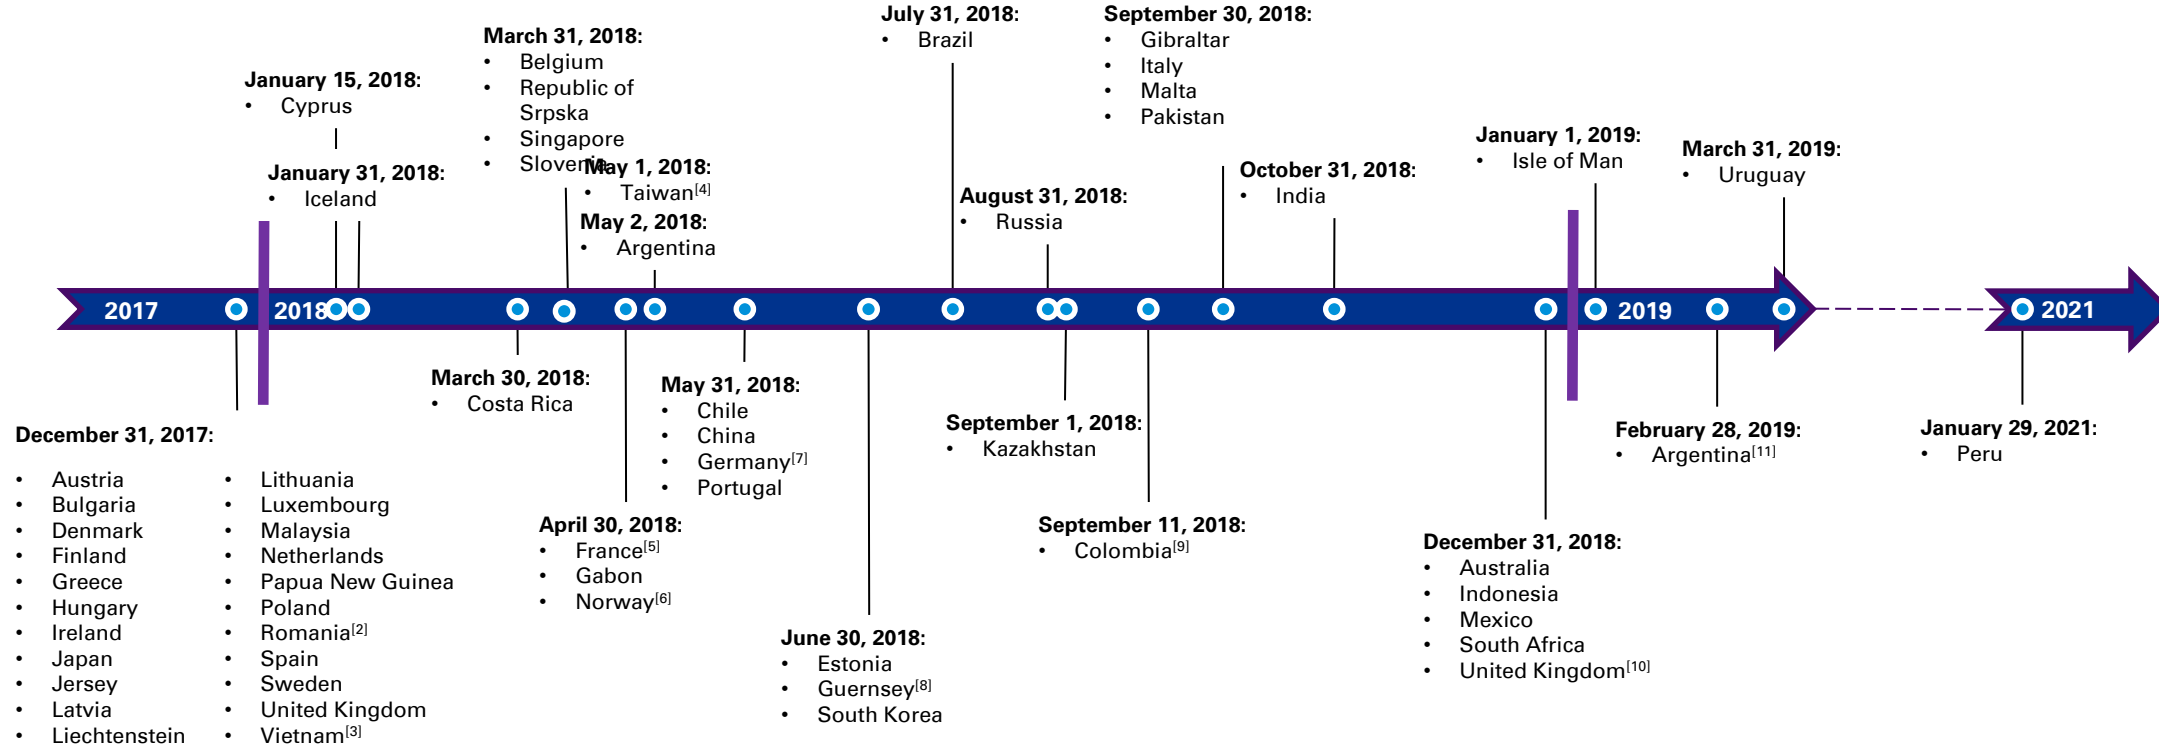 July 31, 2018:
• Brazil
September 30, 2018:
• Gibraltar
• Italy
• Malta
• Pakistan
March 31, 2018:
• Belgium
• Republic of
Srpska
• Singapore
• Slovenia
January 15, 2018:
• Cyprus
January 31, 2018:
• Iceland
May 1, 2018:
• Taiwan[4]
May 2, 2018:
• Argentina
August 31, 2018:
• Russia
October 31, 2018:
• India
January 1, 2019:
• Isle of Man
March 31, 2019:
• Uruguay
2017
2018
2019
2021
December 31, 2017:
• Austria
• Bulgaria
• Denmark
• Finland
• Greece
• Hungary
• Ireland
• Japan
• Jersey
• Latvia
• Liechtenstein
• Lithuania
• Luxembourg
• Malaysia
• Netherlands
• Papua New Guinea
• Poland
• Romania[2]
• Spain
• Sweden
• United Kingdom
• Vietnam[3]
March 30, 2018:
• Costa Rica
April 30, 2018:
• France[5]
• Gabon
• Norway[6]
May 31, 2018:
• Chile
• China
• Germany[7]
• Portugal
June 30, 2018:
• Estonia
• Guernsey[8]
• South Korea
September 1, 2018:
• Kazakhstan
September 11, 2018:
• Colombia[9]
December 31, 2018:
• Australia
• Indonesia
• Mexico
• South Africa
• United Kingdom[10]
February 28, 2019:
• Argentina[11]
January 29, 2021:
• Peru